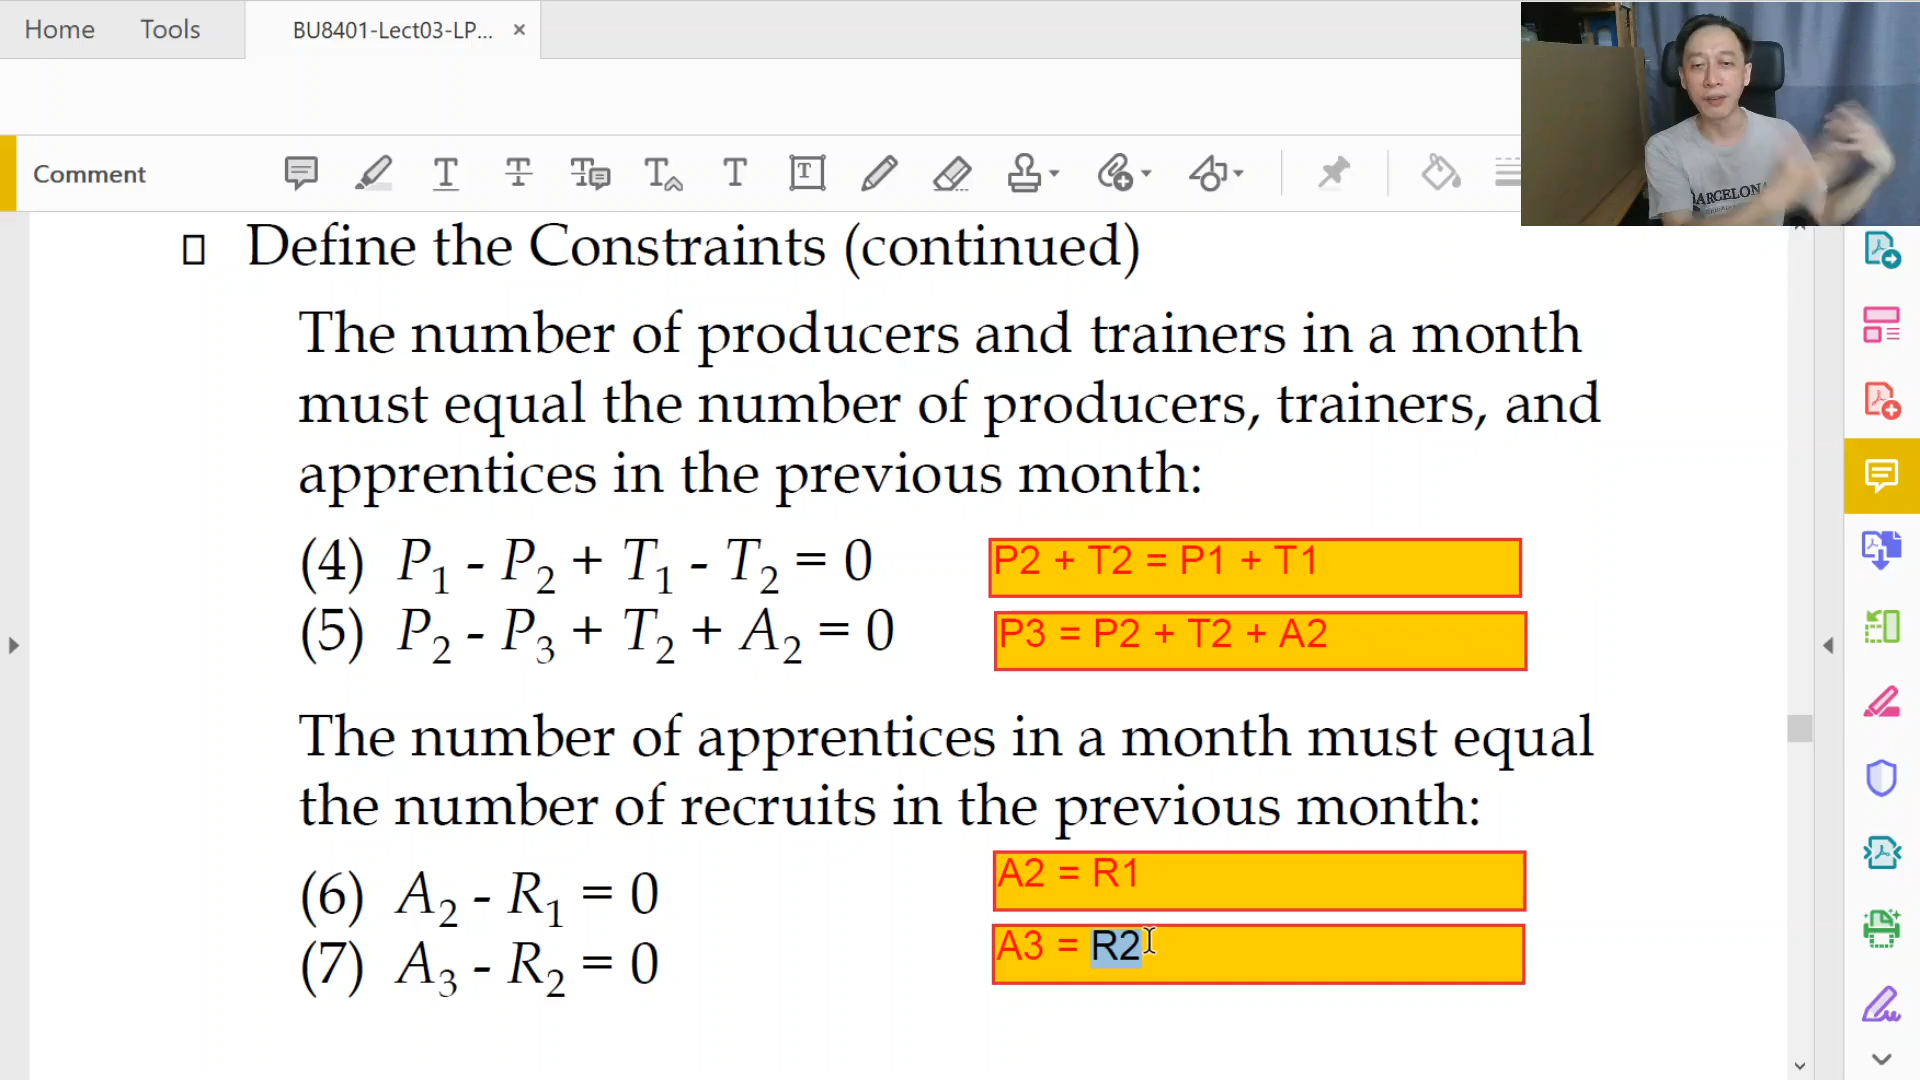 Home Tools BU8401-Lect03-LP... ×
Comment
BARCELONA
▯ Define the Constraints (continued)
The number of producers and trainers in a month
must equal the number of producers, trainers, and
apprentices in the previous month:
(4) P1 - P2 + T1 - T2 = 0
P2 + T2 = P1 + T1
(5) P2 - P3 + T2 + A2 = 0
P3 = P2 + T2 + A2
The number of apprentices in a month must equal
the number of recruits in the previous month:
(6) A2 - R1 = 0
A2 = R1
(7) A3 - R2 = 0
A3 = R2